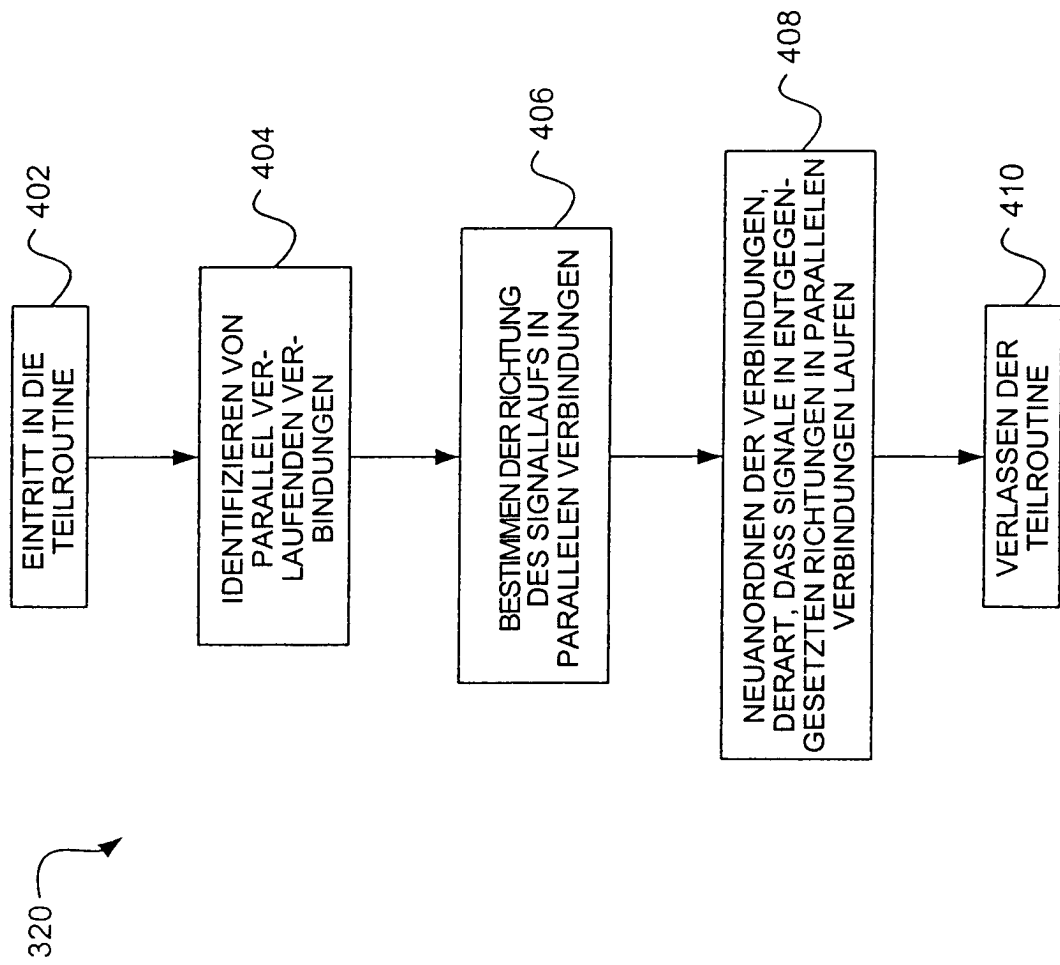 320
EINTRITT IN DIE
TEILROUTINE
402
IDENTIFIZIEREN VON
PARALLEL VER-
LAUFENDEN VER-
BINDUNGEN
404
BESTIMMEN DER RICHTUNG
DES SIGNALLAUFS IN
PARALLELEN VERBINDUNGEN
406
NEUANORDNEN DER VERBINDUNGEN,
DERART, DASS SIGNALE IN ENTGEGEN-
GESETZTEN RICHTUNGEN IN PARALLELEN
VERBINDUNGEN LAUFEN
408
VERLASSEN DER
TEILROUTINE
410